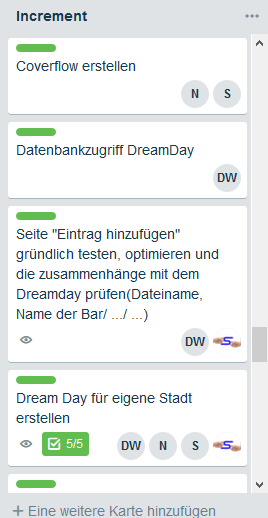 Increment
Coverflow erstellen
N S
Datenbankzugriff DreamDay
DW
Seite "Eintrag hinzufügen"
gründlich testen, optimieren und
die zusammenhänge mit dem
Dreamday prüfen(Dateiname,
Name der Bar/ .../ ...)
DW S
Dream Day für eigene Stadt
erstellen
5/5 DW N S S
+ Eine weitere Karte hinzufügen